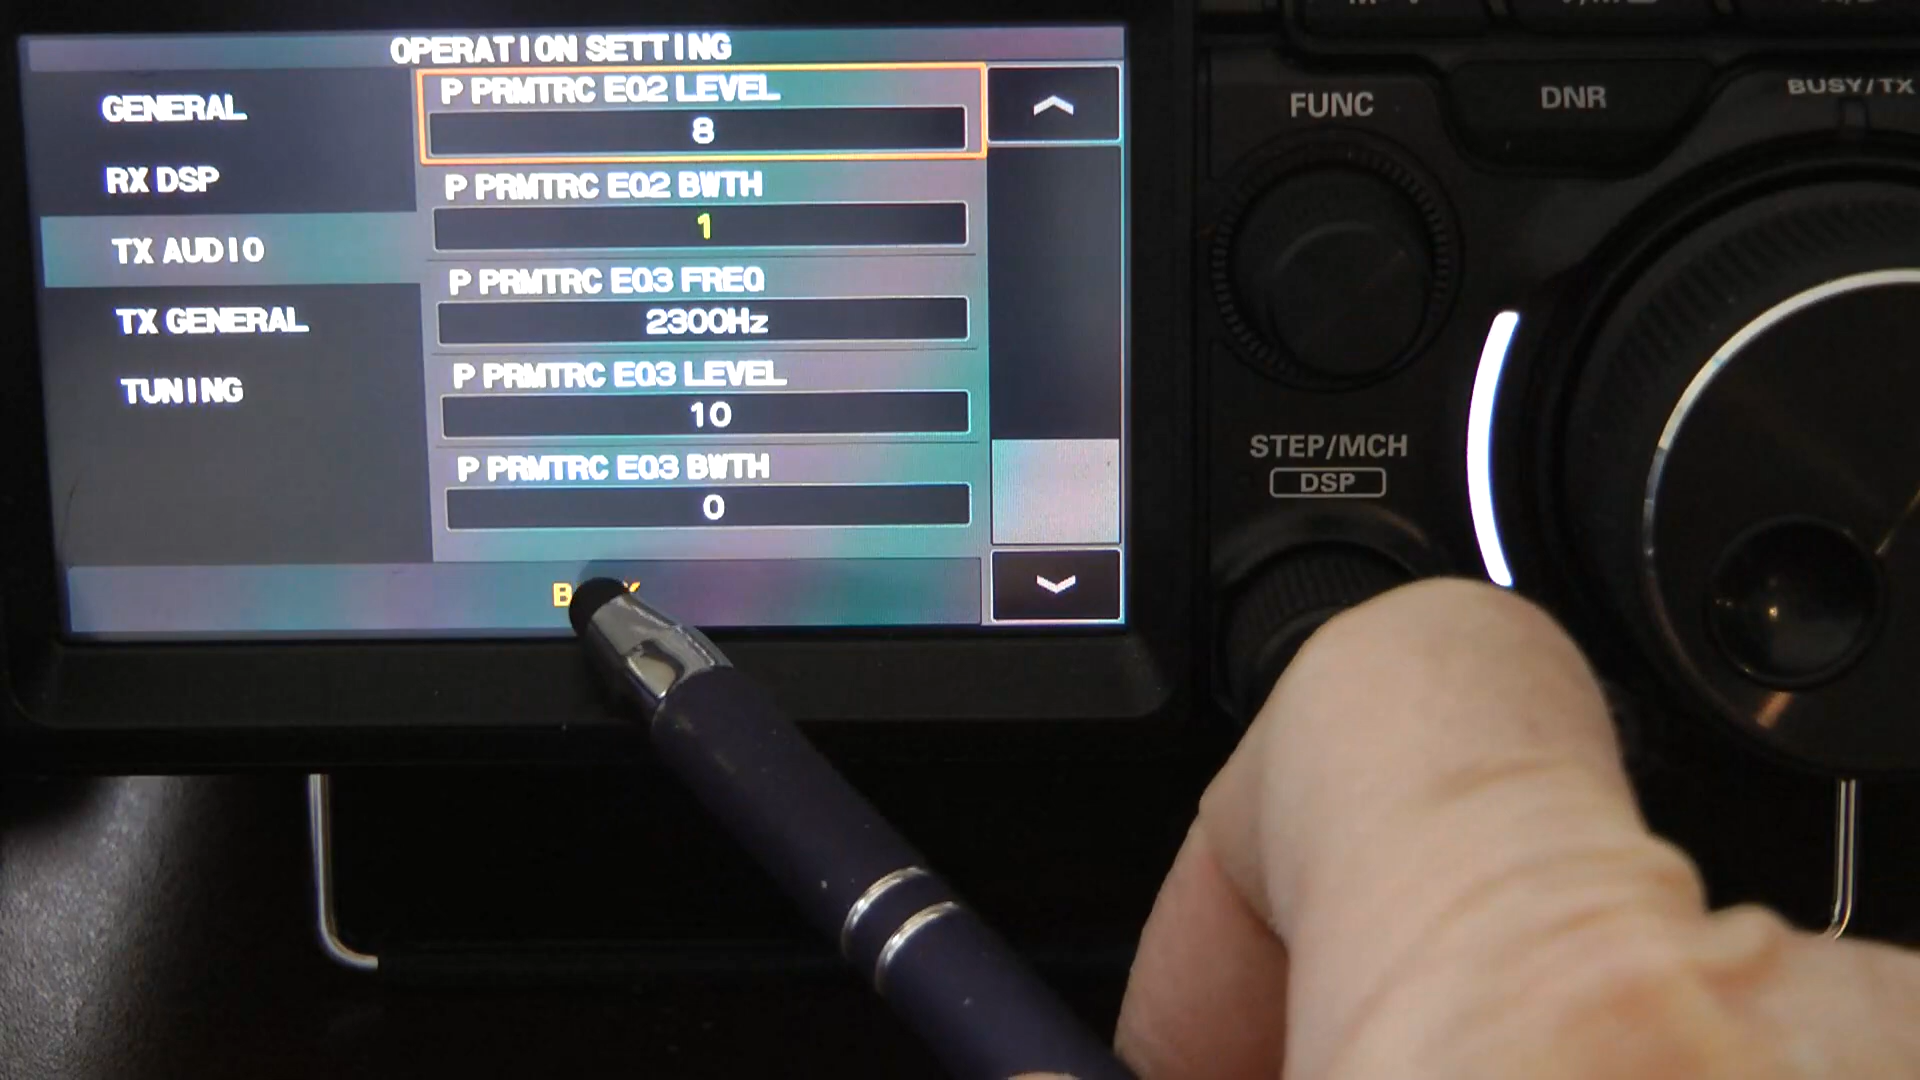 OPERATION SETTING
GENERAL
RX DSP
TX AUDIO
TX GENERAL
TUNING
P PRMTRC EQ2 LEVEL
8
P PRMTRC EQ2 BWTH
1
P PRMTRC EQ3 FREQ
2300Hz
P PRMTRC EQ3 LEVEL
10
P PRMTRC EQ3 BWTH
0
FUNC
DNR
BUSY/TX
STEP/MCH
DSP